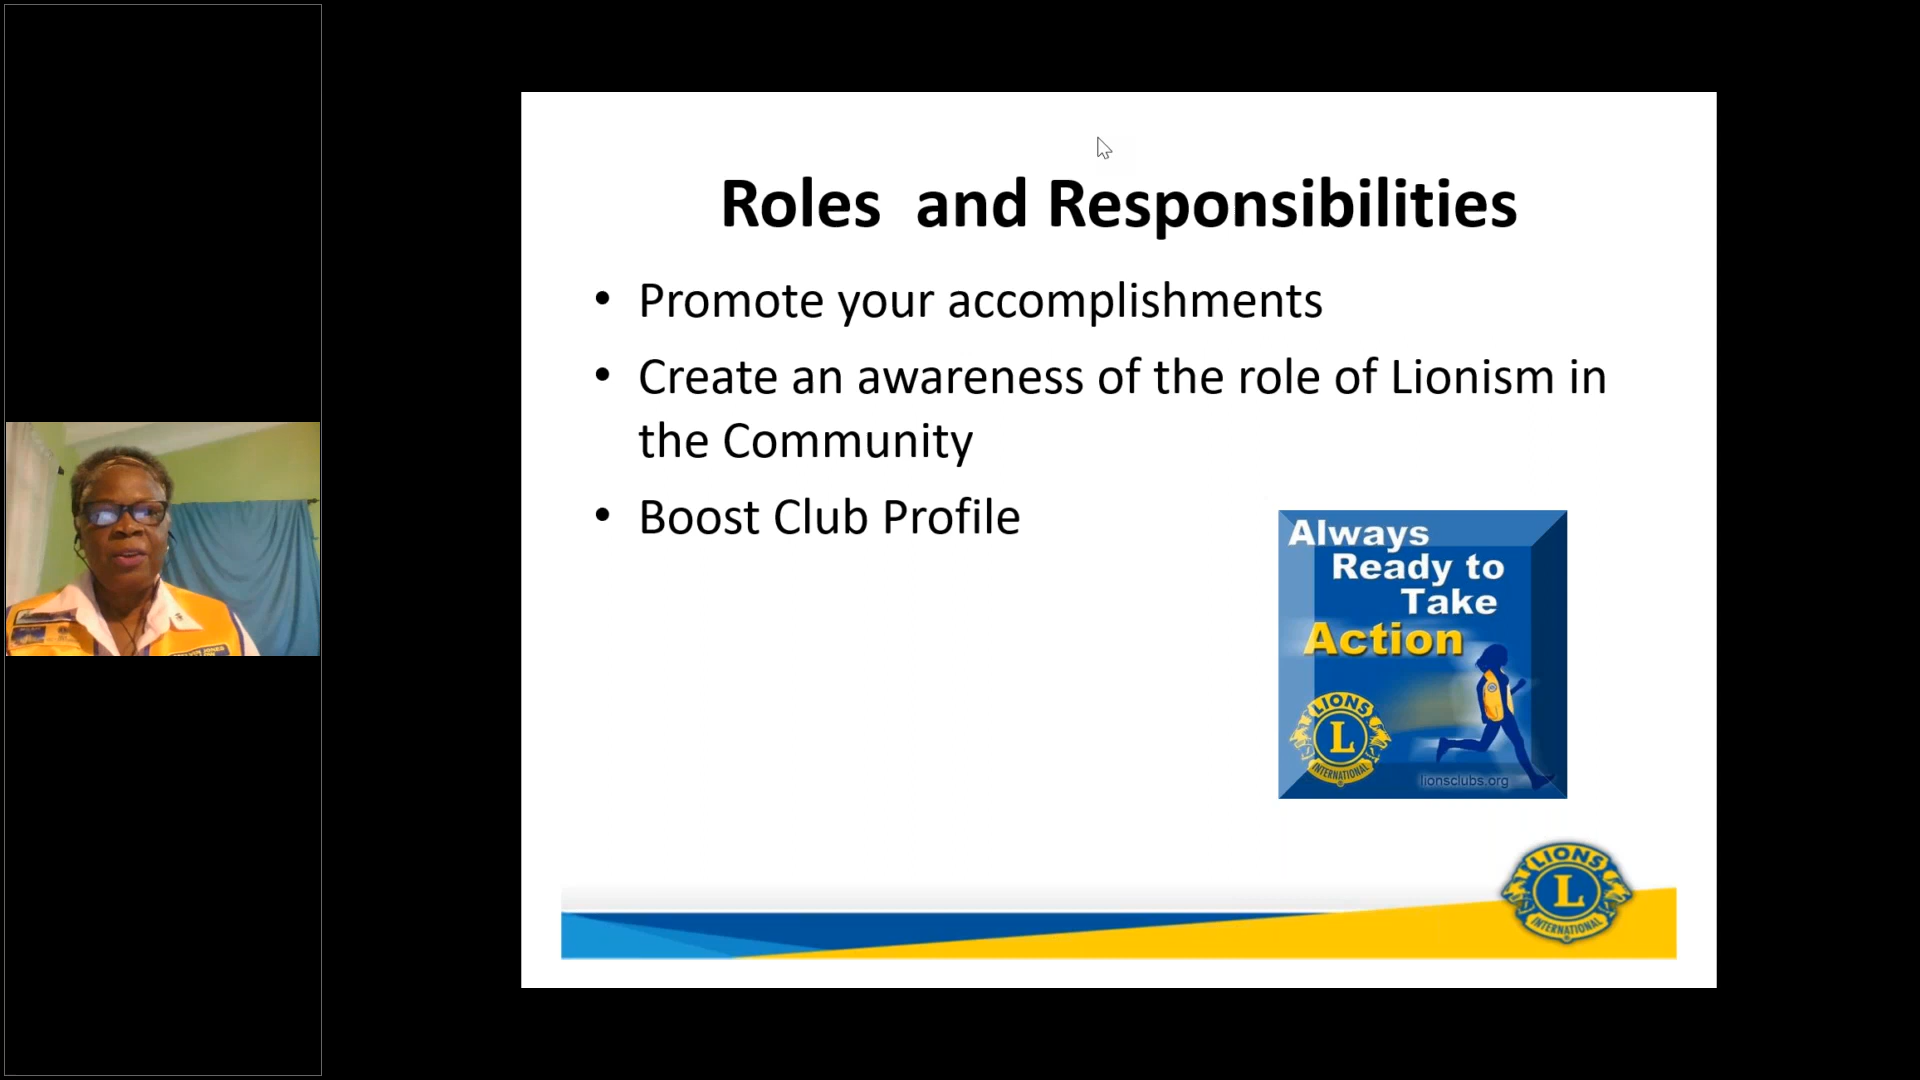 Roles  and Responsibilities
• Promote your accomplishments
• Create an awareness of the role of Lionism in
the Community
• Boost Club Profile
Always
Ready to
Take
Action
LIONS
L
INTERNATIONAL
lionsclubs.org
LIONS
L
INTERNATIONAL